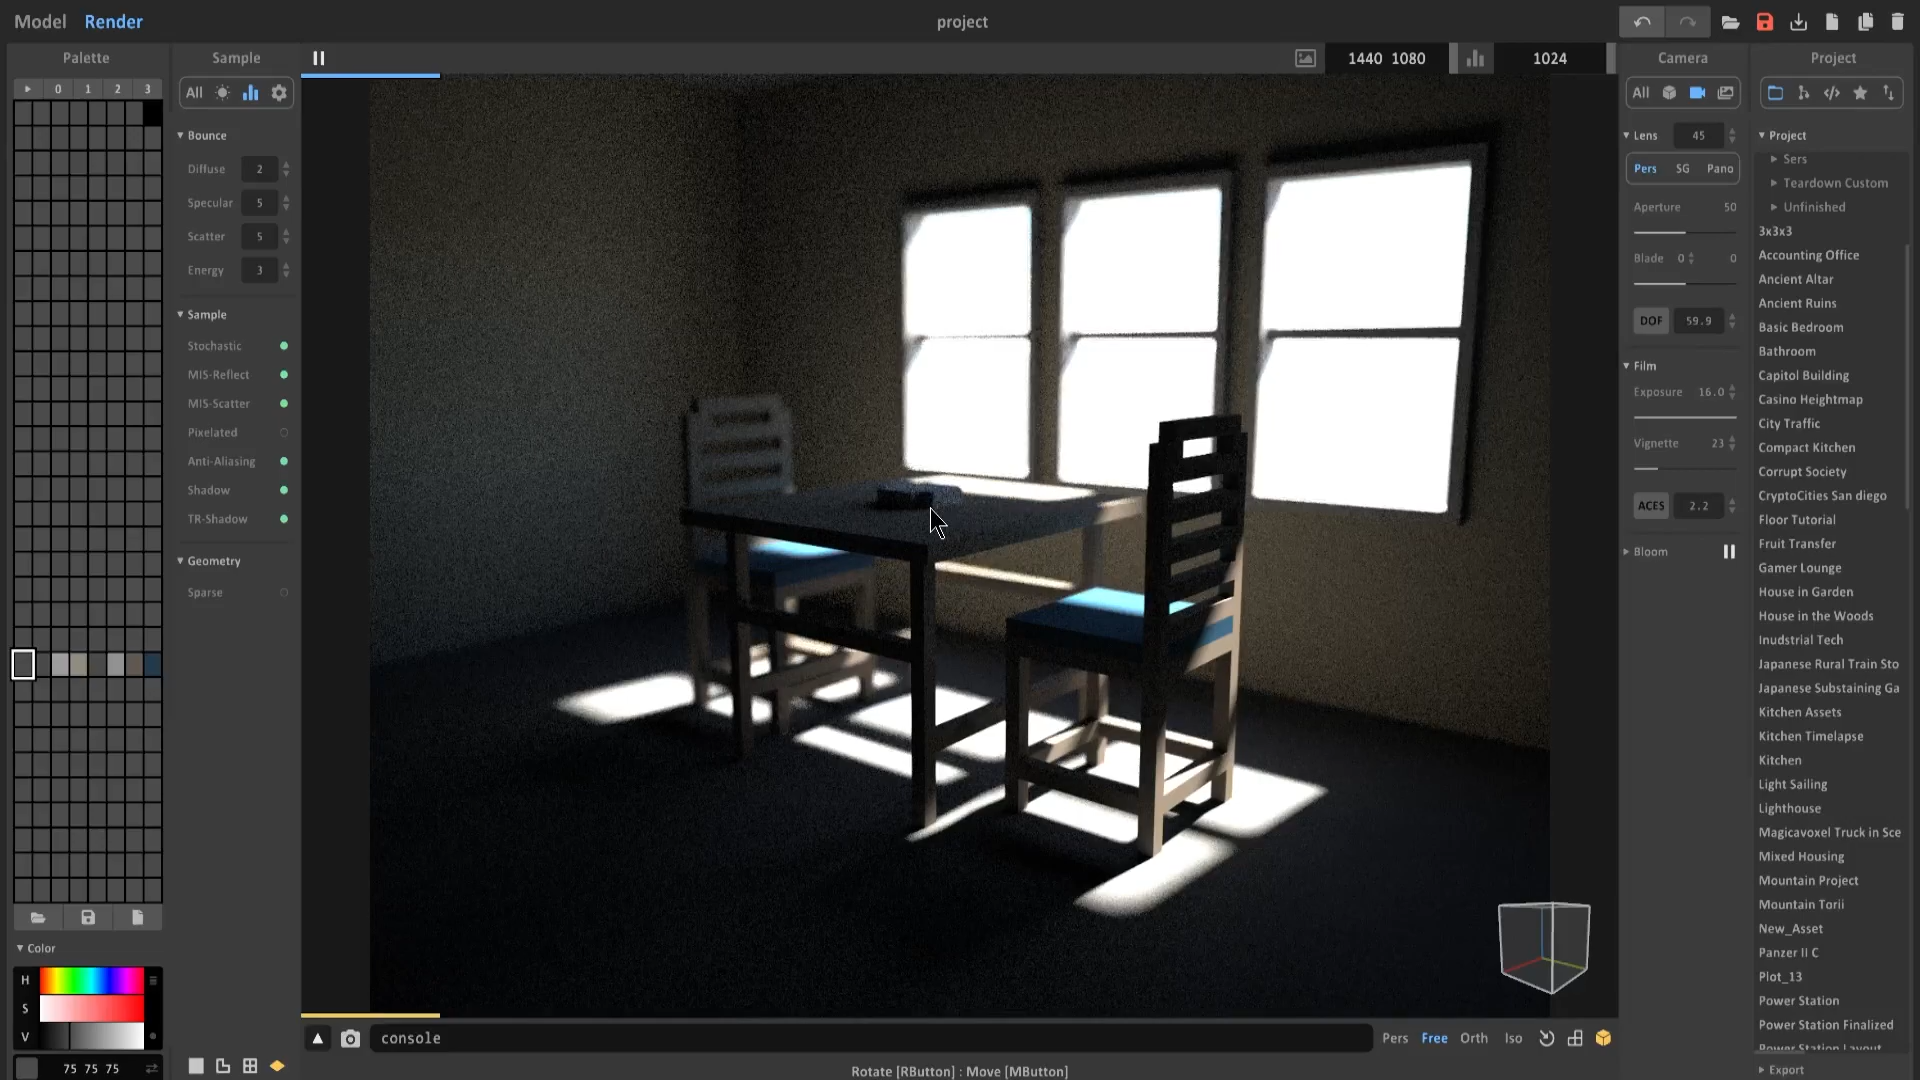 Model Render
project
Palette
Sample
1440 1080
1024
Camera
Project
0 1 2 3
All
All
Bounce
Diffuse 2
Specular 5
Scatter 5
Energy 3
Sample
Stochastic
MIS-Reflect
MIS-Scatter
Pixelated
Anti-Aliasing
Shadow
TR-Shadow
Geometry
Sparse
Color
H
S
V
75 75 75
console
Pers Free Orth Iso
Rotate [RButton] : Move [MButton]
Lens 45
Pers SG Pano
Aperture 50
Blade 0 0
DOF 59.9
Film
Exposure 16.0
Vignette 23
ACES 2.2
Bloom
Project
Sers
Teardown Custom
Unfinished
3x3x3
Accounting Office
Ancient Altar
Ancient Ruins
Basic Bedroom
Bathroom
Capitol Building
Casino Heightmap
City Traffic
Compact Kitchen
Corrupt Society
CryptoCities San diego
Floor Tutorial
Fruit Transfer
Gamer Lounge
House in Garden
House in the Woods
Inudstrial Tech
Japanese Rural Train Sto
Japanese Substaining Ga
Kitchen Assets
Kitchen Timelapse
Kitchen
Light Sailing
Lighthouse
Magicavoxel Truck in Sce
Mixed Housing
Mountain Project
Mountain Torii
New_Asset
Panzer II C
Plot_13
Power Station
Power Station Finalized
Power Station Layout
Export